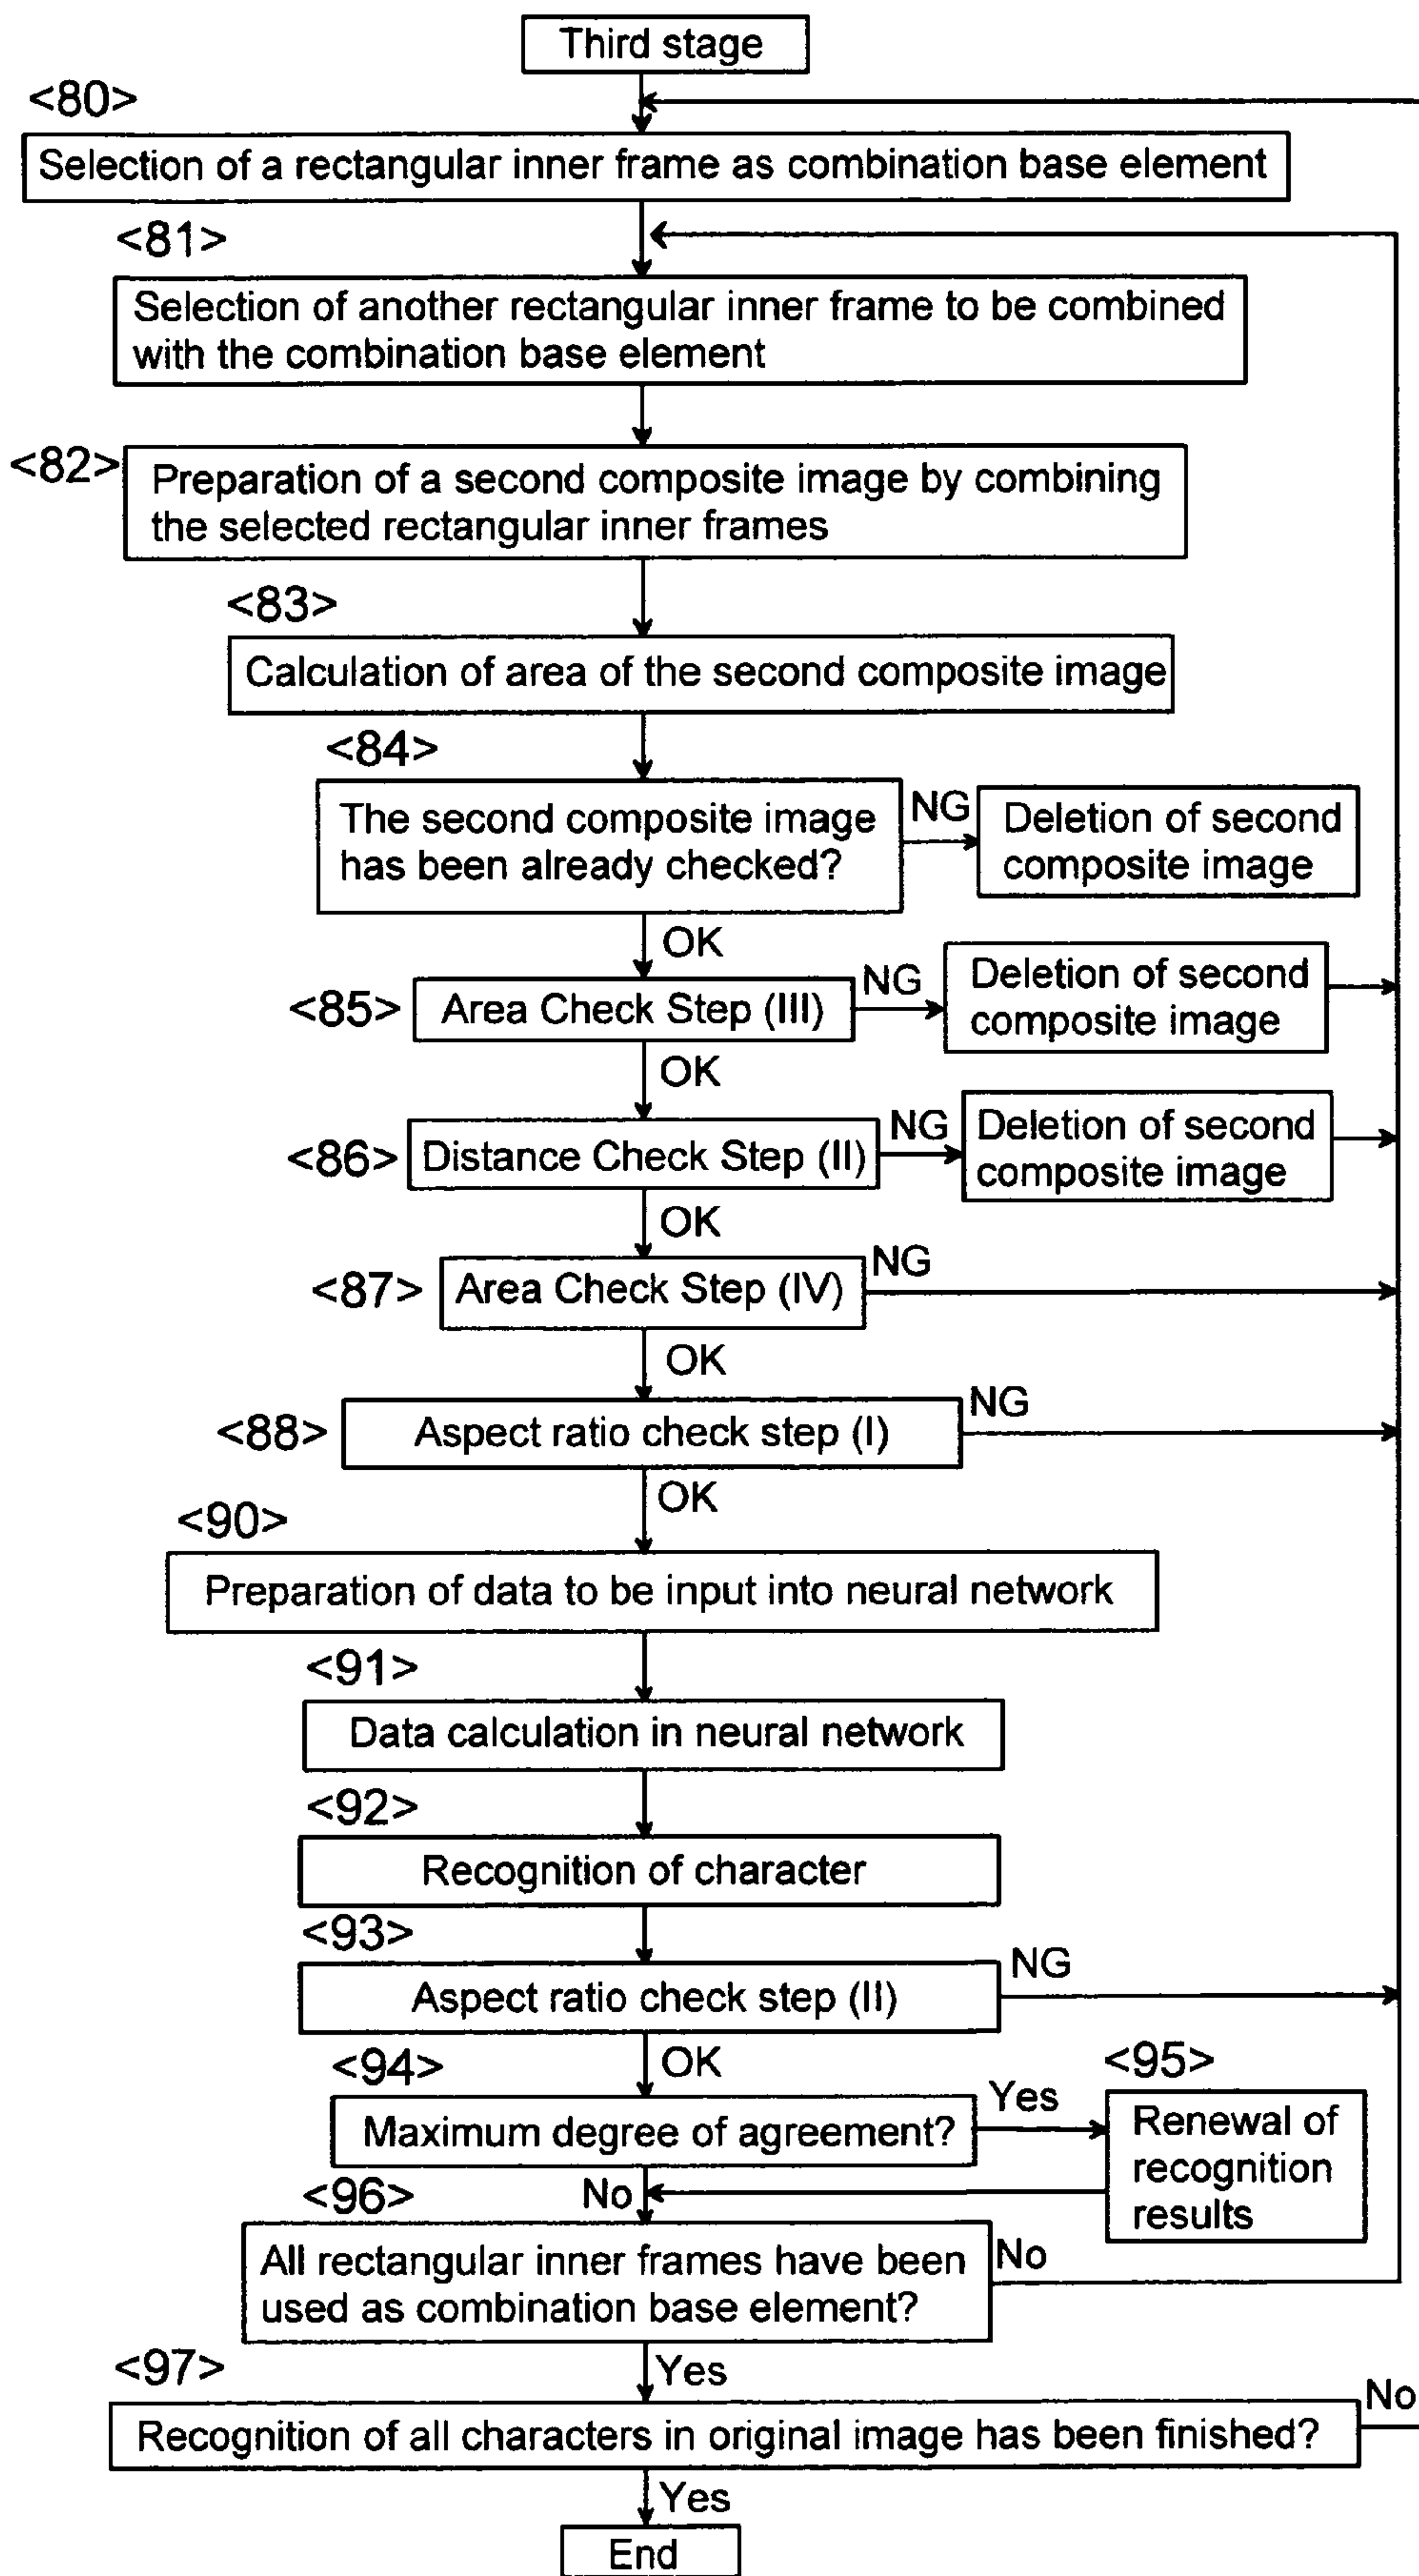 Third stage
<80>
Selection of a rectangular inner frame as combination base element
<81>
Selection of another rectangular inner frame to be combined
with the combination base element
<82>
Preparation of a second composite image by combining
the selected rectangular inner frames
<83>
Calculation of area of the second composite image
<84>
The second composite image
has been already checked?
NG
Deletion of second
composite image
OK
<85>
Area Check Step (III)
NG
Deletion of second
composite image
OK
<86>
Distance Check Step (II)
NG
Deletion of second
composite image
OK
<87>
Area Check Step (IV)
NG
OK
<88>
Aspect ratio check step (I)
NG
OK
<90>
Preparation of data to be input into neural network
<91>
Data calculation in neural network
<92>
Recognition of character
<93>
Aspect ratio check step (II)
NG
OK
<94>
Maximum degree of agreement?
Yes
<95>
Renewal of
recognition
results
No
<96>
All rectangular inner frames have been
used as combination base element?
No
Yes
<97>
Recognition of all characters in original image has been finished?
No
Yes
End